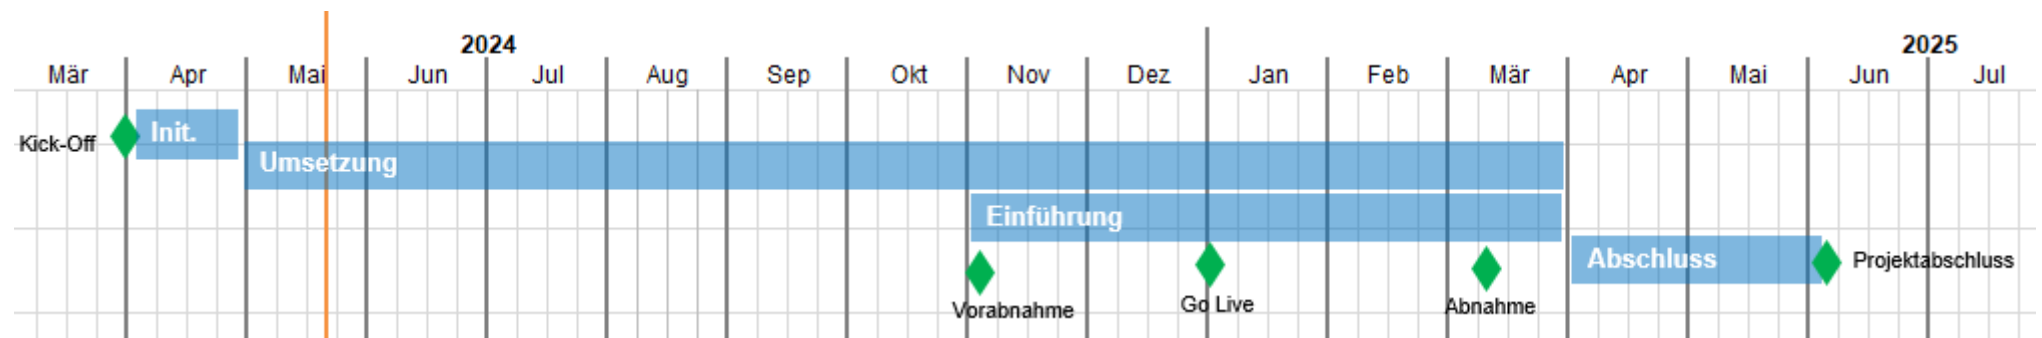 2024 2025
Mär Apr Mai Jun Jul Aug Sep Okt Nov Dez Jan Feb Mär Apr Mai Jun Jul
Kick-Off Init.
Umsetzung
Einführung
Abschluss Projektabschluss
Vorabnahme Go Live Abnahme